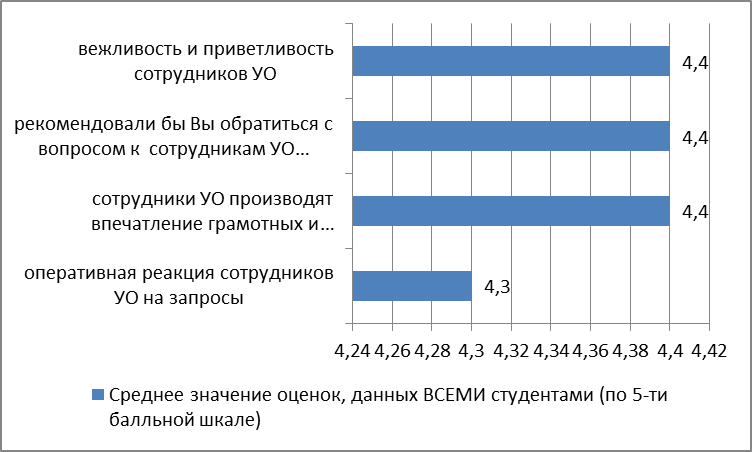 вежливость и приветливость
сотрудников УО
4,4
рекомендовали бы Вы обратиться с
вопросом к сотрудникам УО...
4,4
сотрудники УО производят
впечатление грамотных и...
4,4
оперативная реакция сотрудников
УО на запросы
4,3
4,24 4,26 4,28 4,3 4,32 4,34 4,36 4,38 4,4 4,42
Среднее значение оценок, данных ВСЕМИ студентами (по 5-ти
балльной шкале)